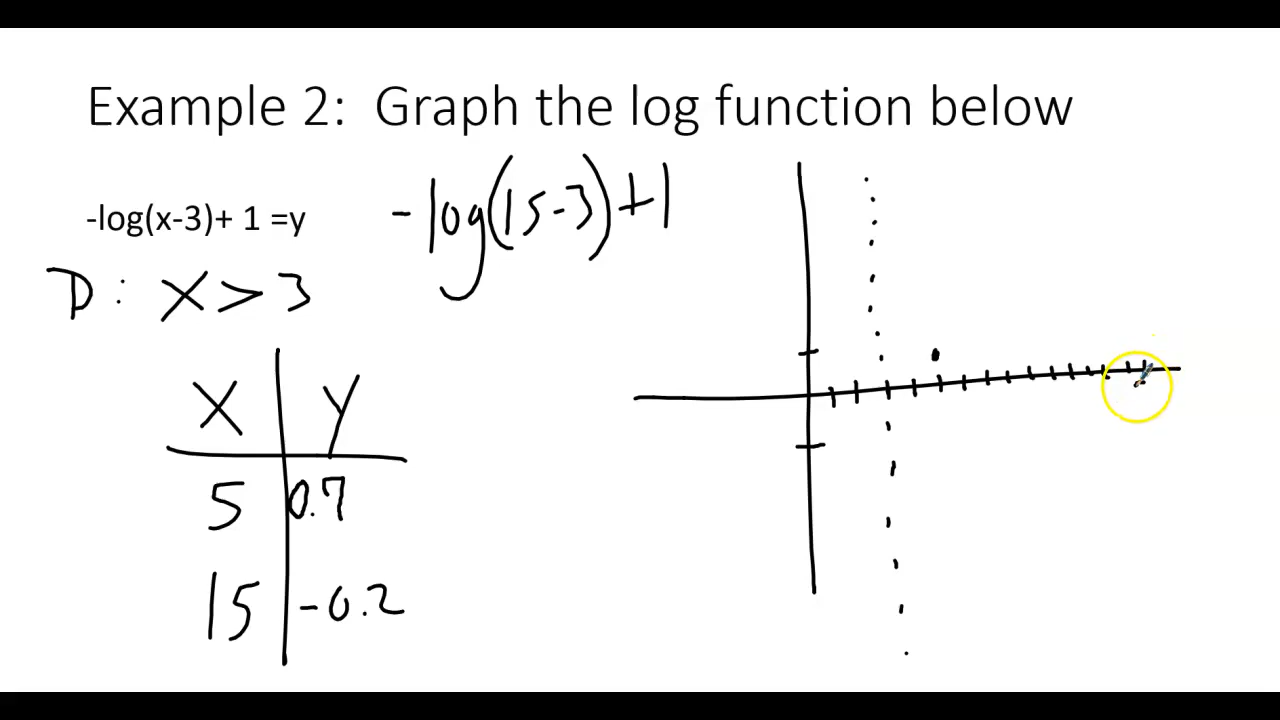 Example 2: Graph the log function below
-log(x-3)+ 1 =y
-log(15-3)+1
D: X>3
X Y
5 0.7
15 -0.2